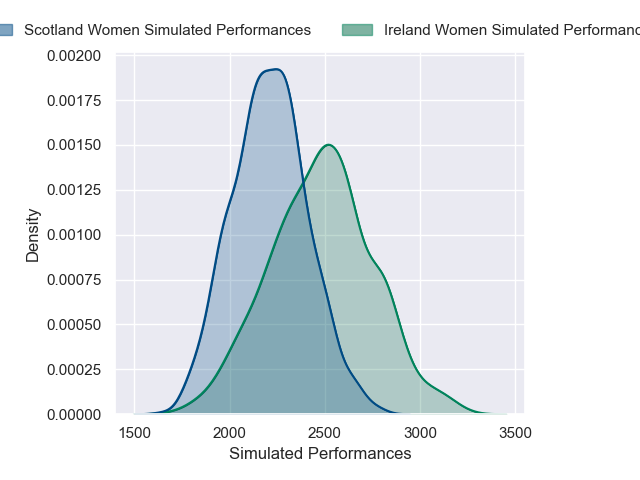 Scotland Women Simulated Performances
Ireland Women Simulated
0.00200
0.00175
0.00150
0.00125
0.00100
0.00075
0.00050
0.00025
0.00000
Density
1500 2000 2500 3000 3500
Simulated Performances